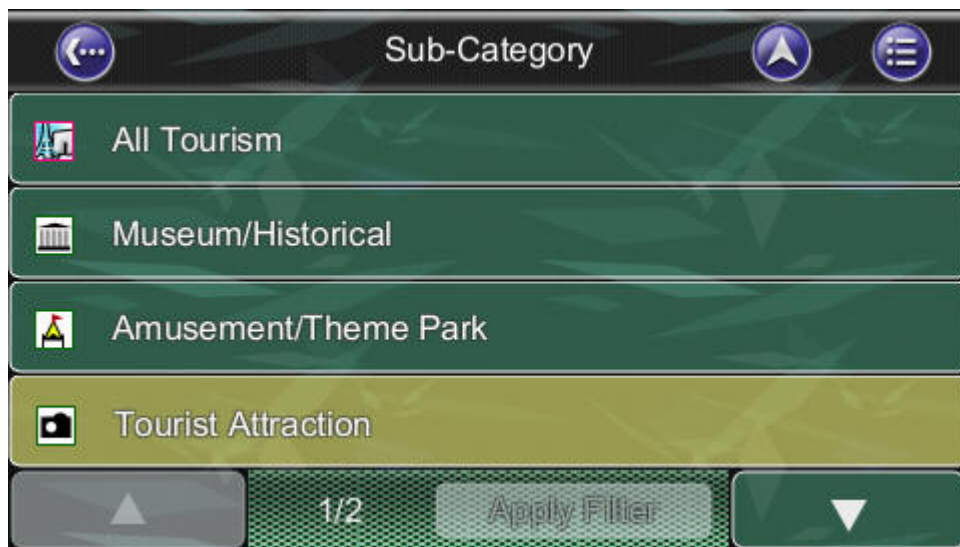 Sub-Category
All Tourism
Museum/Historical
Amusement/Theme Park
Tourist Attraction
1/2 Apply Filter